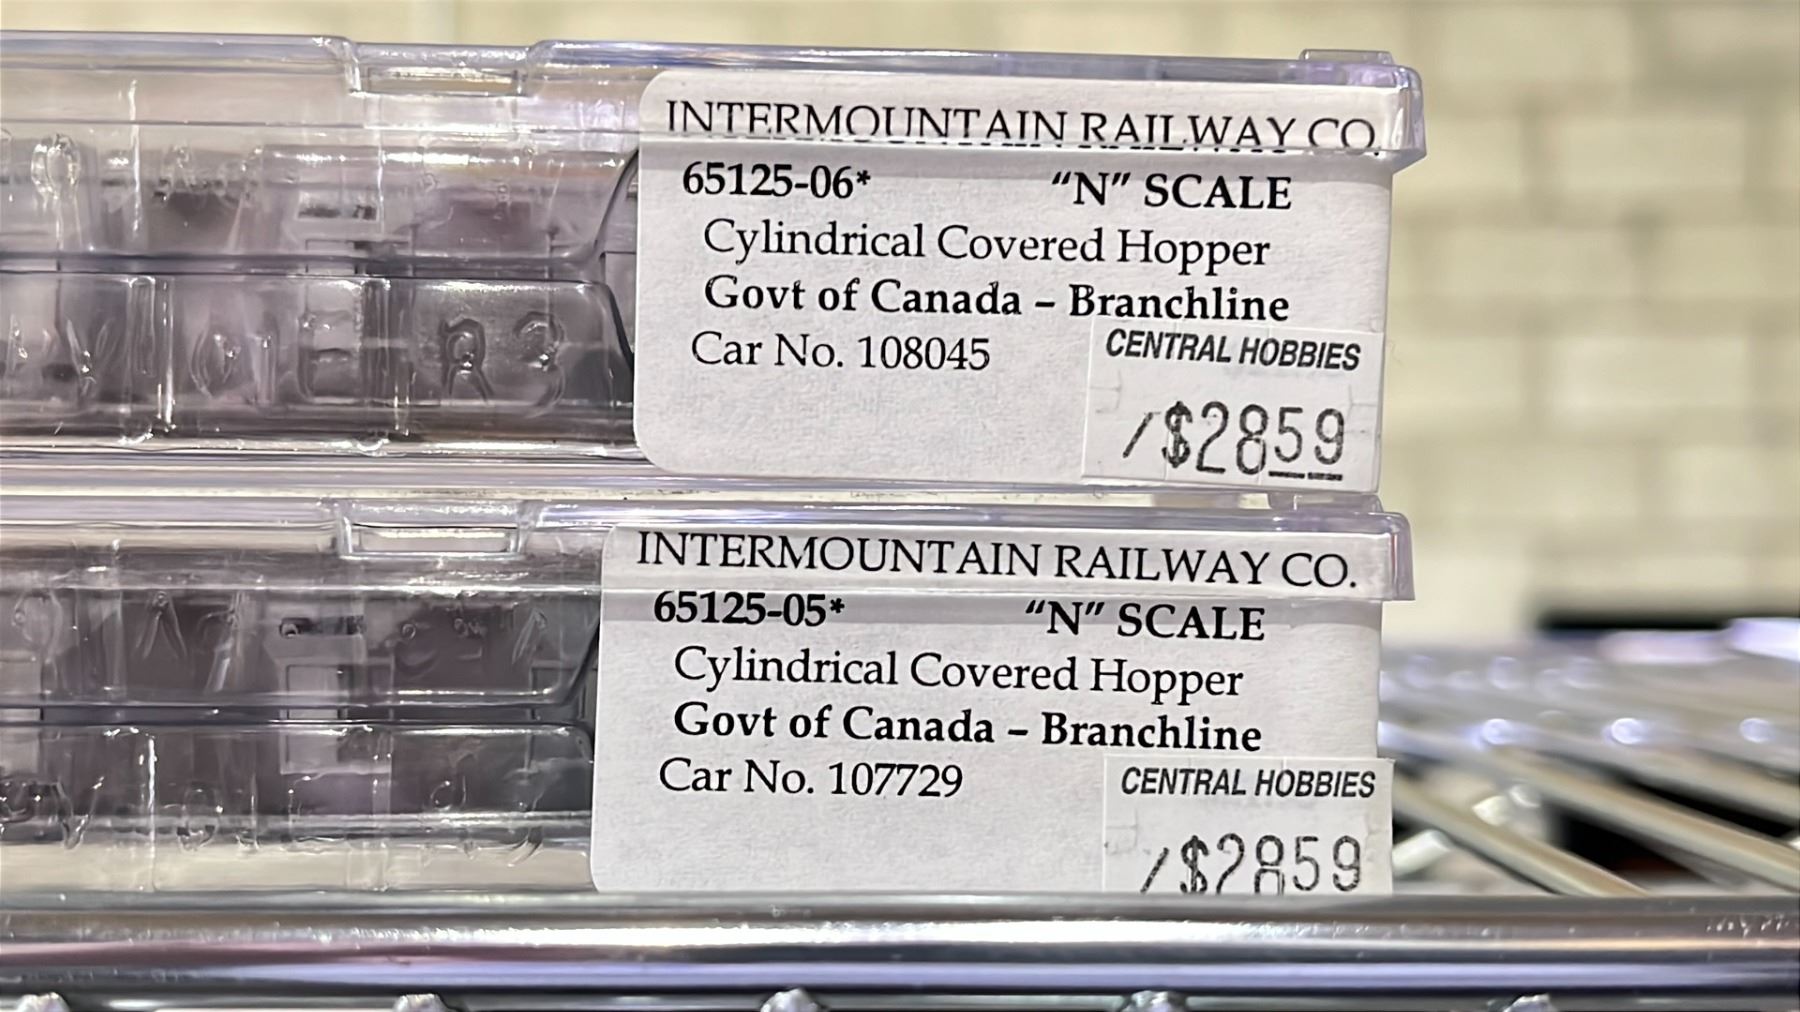 INTERMOUNTAIN RAILWAY CO.
65125-06* "N" SCALE
Cylindrical Covered Hopper
Govt of Canada – Branchline
Car No. 108045
CENTRAL HOBBIES
/$2859
INTERMOUNTAIN RAILWAY CO.
65125-05* "N" SCALE
Cylindrical Covered Hopper
Govt of Canada – Branchline
Car No. 107729
CENTRAL HOBBIES
/$2859